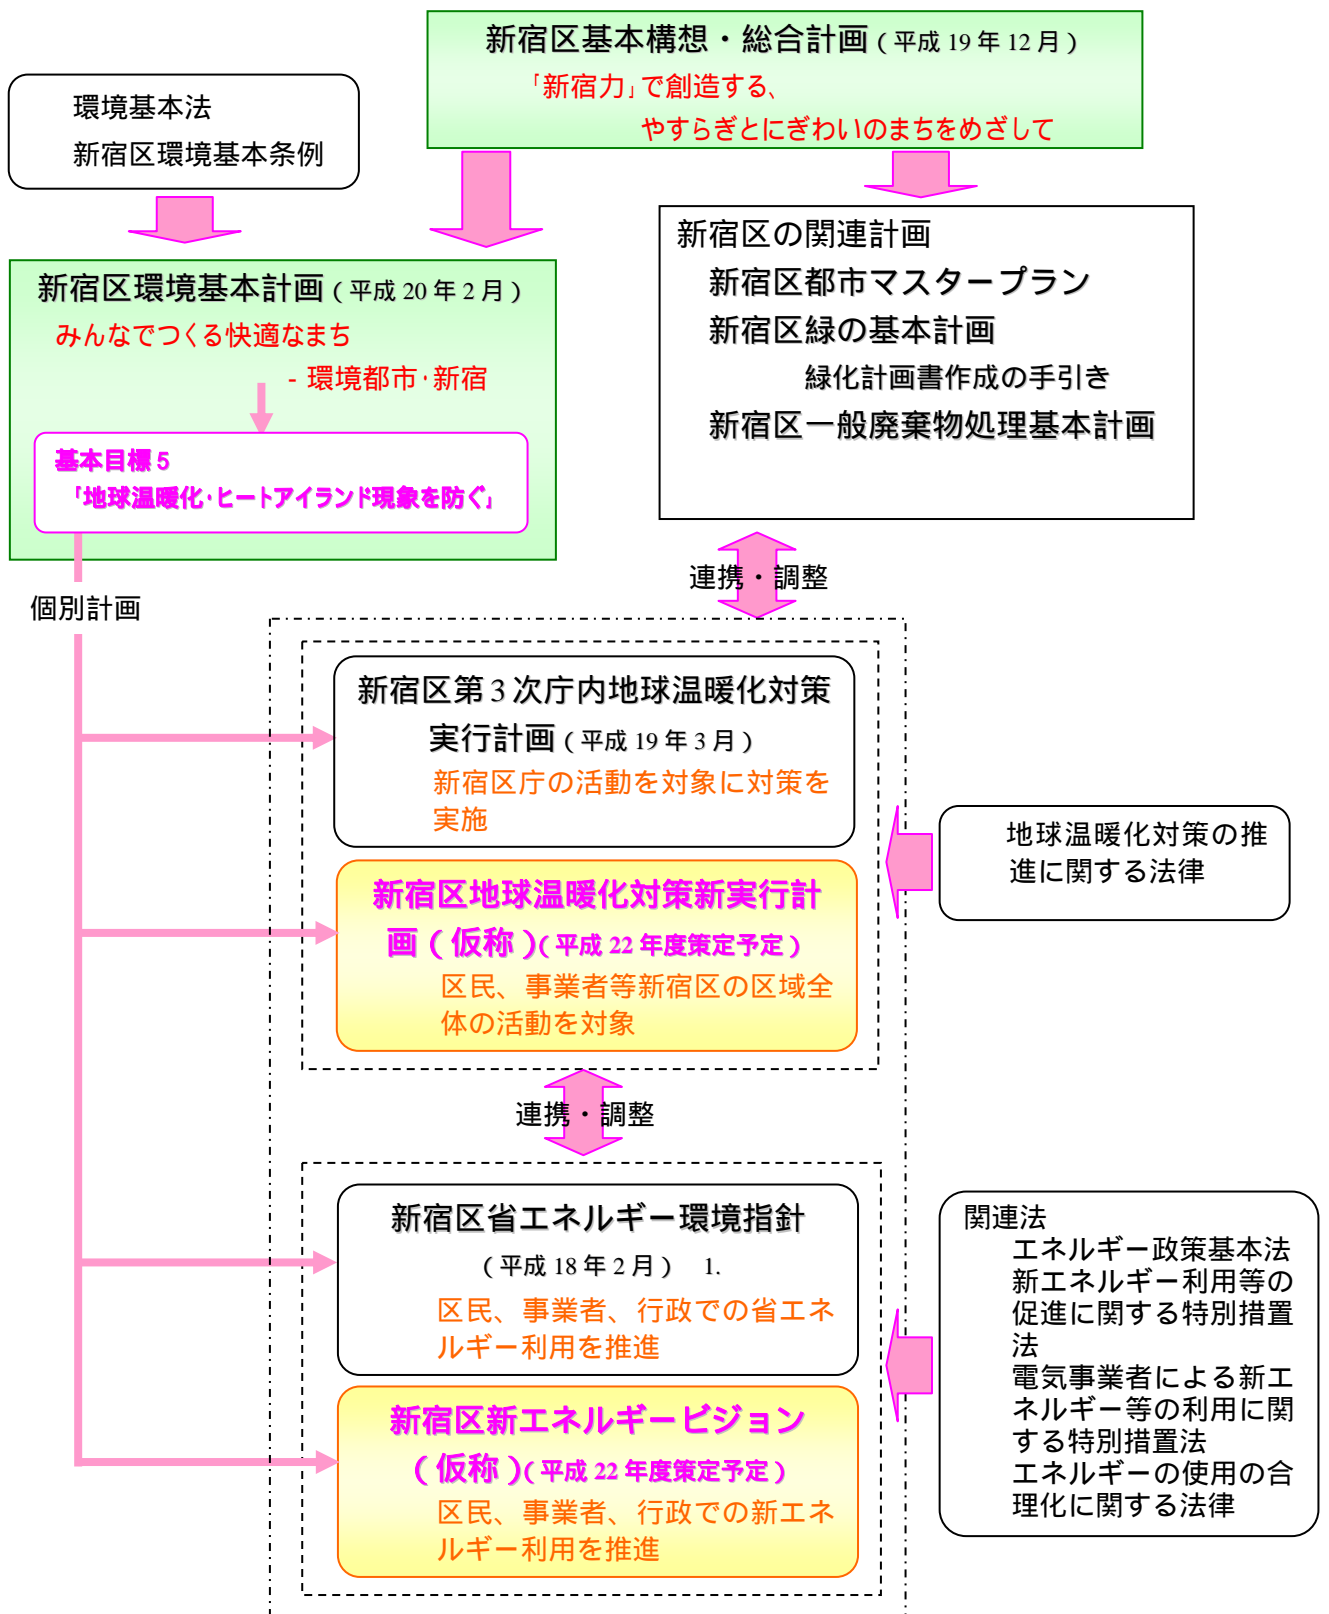 新宿区基本構想・総合計画（平成 19 年 12 月）
「新宿力」で創造する、
やすらぎとにぎわいのまちをめざして
環境基本法
新宿区環境基本条例
新宿区環境基本計画（平成 20 年 2 月）
みんなでつくる快適なまち
- 環境都市・新宿
基本目標 5
「地球温暖化・ヒートアイランド現象を防ぐ」
新宿区の関連計画
新宿区都市マスタープラン
新宿区緑の基本計画
緑化計画書作成の手引き
新宿区一般廃棄物処理基本計画
連携・調整
個別計画
新宿区第３次庁内地球温暖化対策
実行計画（平成 19 年 3 月）
新宿区庁の活動を対象に対策を
実施
新宿区地球温暖化対策新実行計
画（仮称）（平成 22 年度策定予定）
区民、事業者等新宿区の区域全
体の活動を対象
地球温暖化対策の推
進に関する法律
連携・調整
新宿区省エネルギー環境指針
（平成 18 年 2 月） 1.
区民、事業者、行政での省エネ
ルギー利用を推進
新宿区新エネルギービジョン
（仮称）（平成 22 年度策定予定）
区民、事業者、行政での新エネ
ルギー利用を推進
関連法
エネルギー政策基本法
新エネルギー利用等の
促進に関する特別措置
法
電気事業者による新エ
ネルギー等の利用に関
する特別措置法
エネルギーの使用の合
理化に関する法律